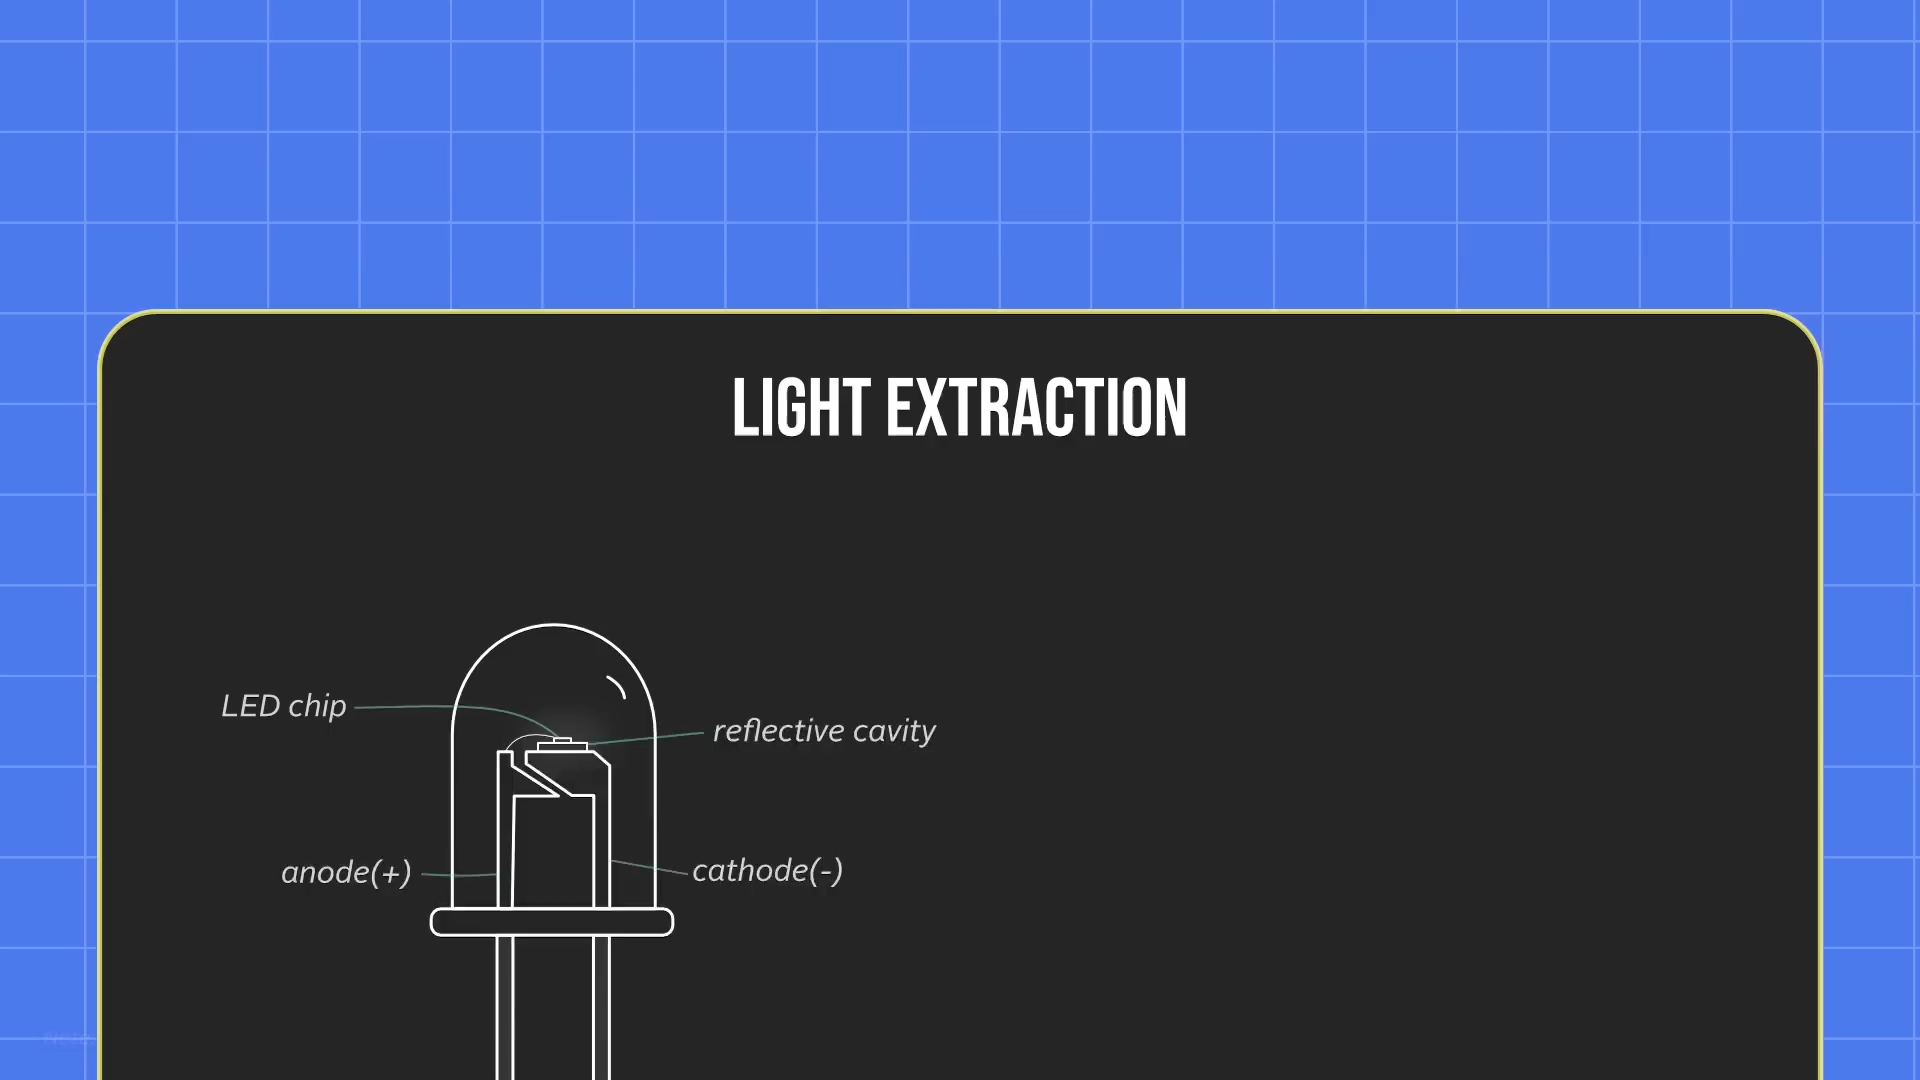 LIGHT EXTRACTION
LED chip
reflective cavity
anode(+)
cathode(-)